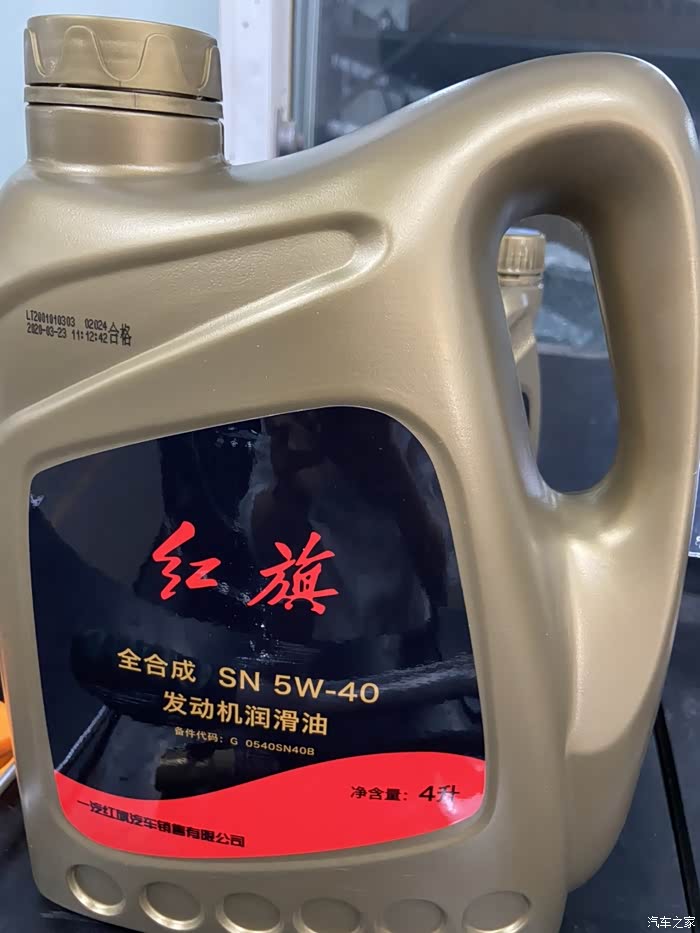 LT2001010303 02024
2020-03-23 11:12:42合格
红旗
全合成 SN 5W-40
发动机润滑油
备件代码：G 0540SN40B
净含量：4升
一汽红旗汽车销售有限公司
汽车之家